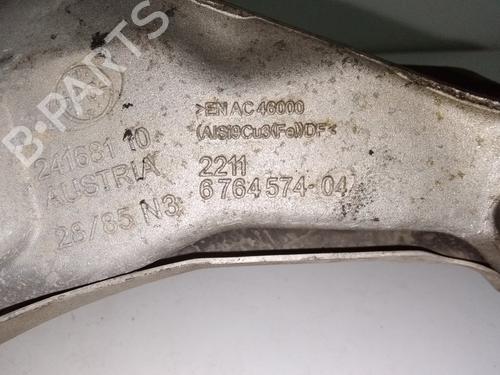 B-PARTS
241681 10
AUSTRIA
28/85 N3
>EN AC 46000
(AlSi9Cu3(Fe))DF<
2211
6 764 574-04